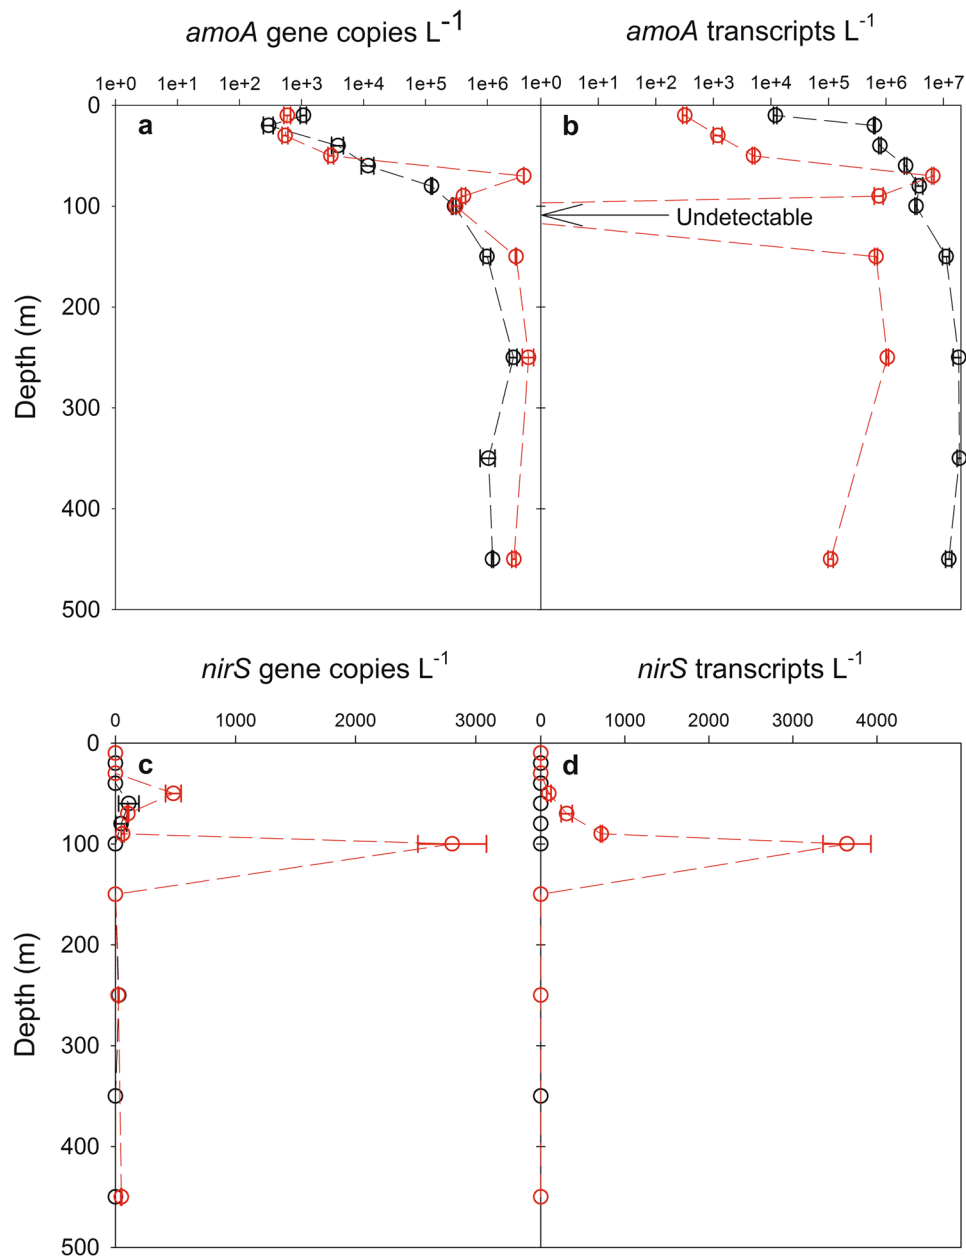 amoA gene copies L-1 amoA transcripts L-1
1e+0 1e+1 1e+2 1e+3 1e+4 1e+5 1e+6 1e+0 1e+1 1e+2 1e+3 1e+4 1e+5 1e+6 1e+7
0
a b
100
Undetectable
200
Depth (m)
300
400
500
nirS gene copies L-1 nirS transcripts L-1
0 1000 2000 3000 0 1000 2000 3000 4000
0
c d
100
200
Depth (m)
300
400
500